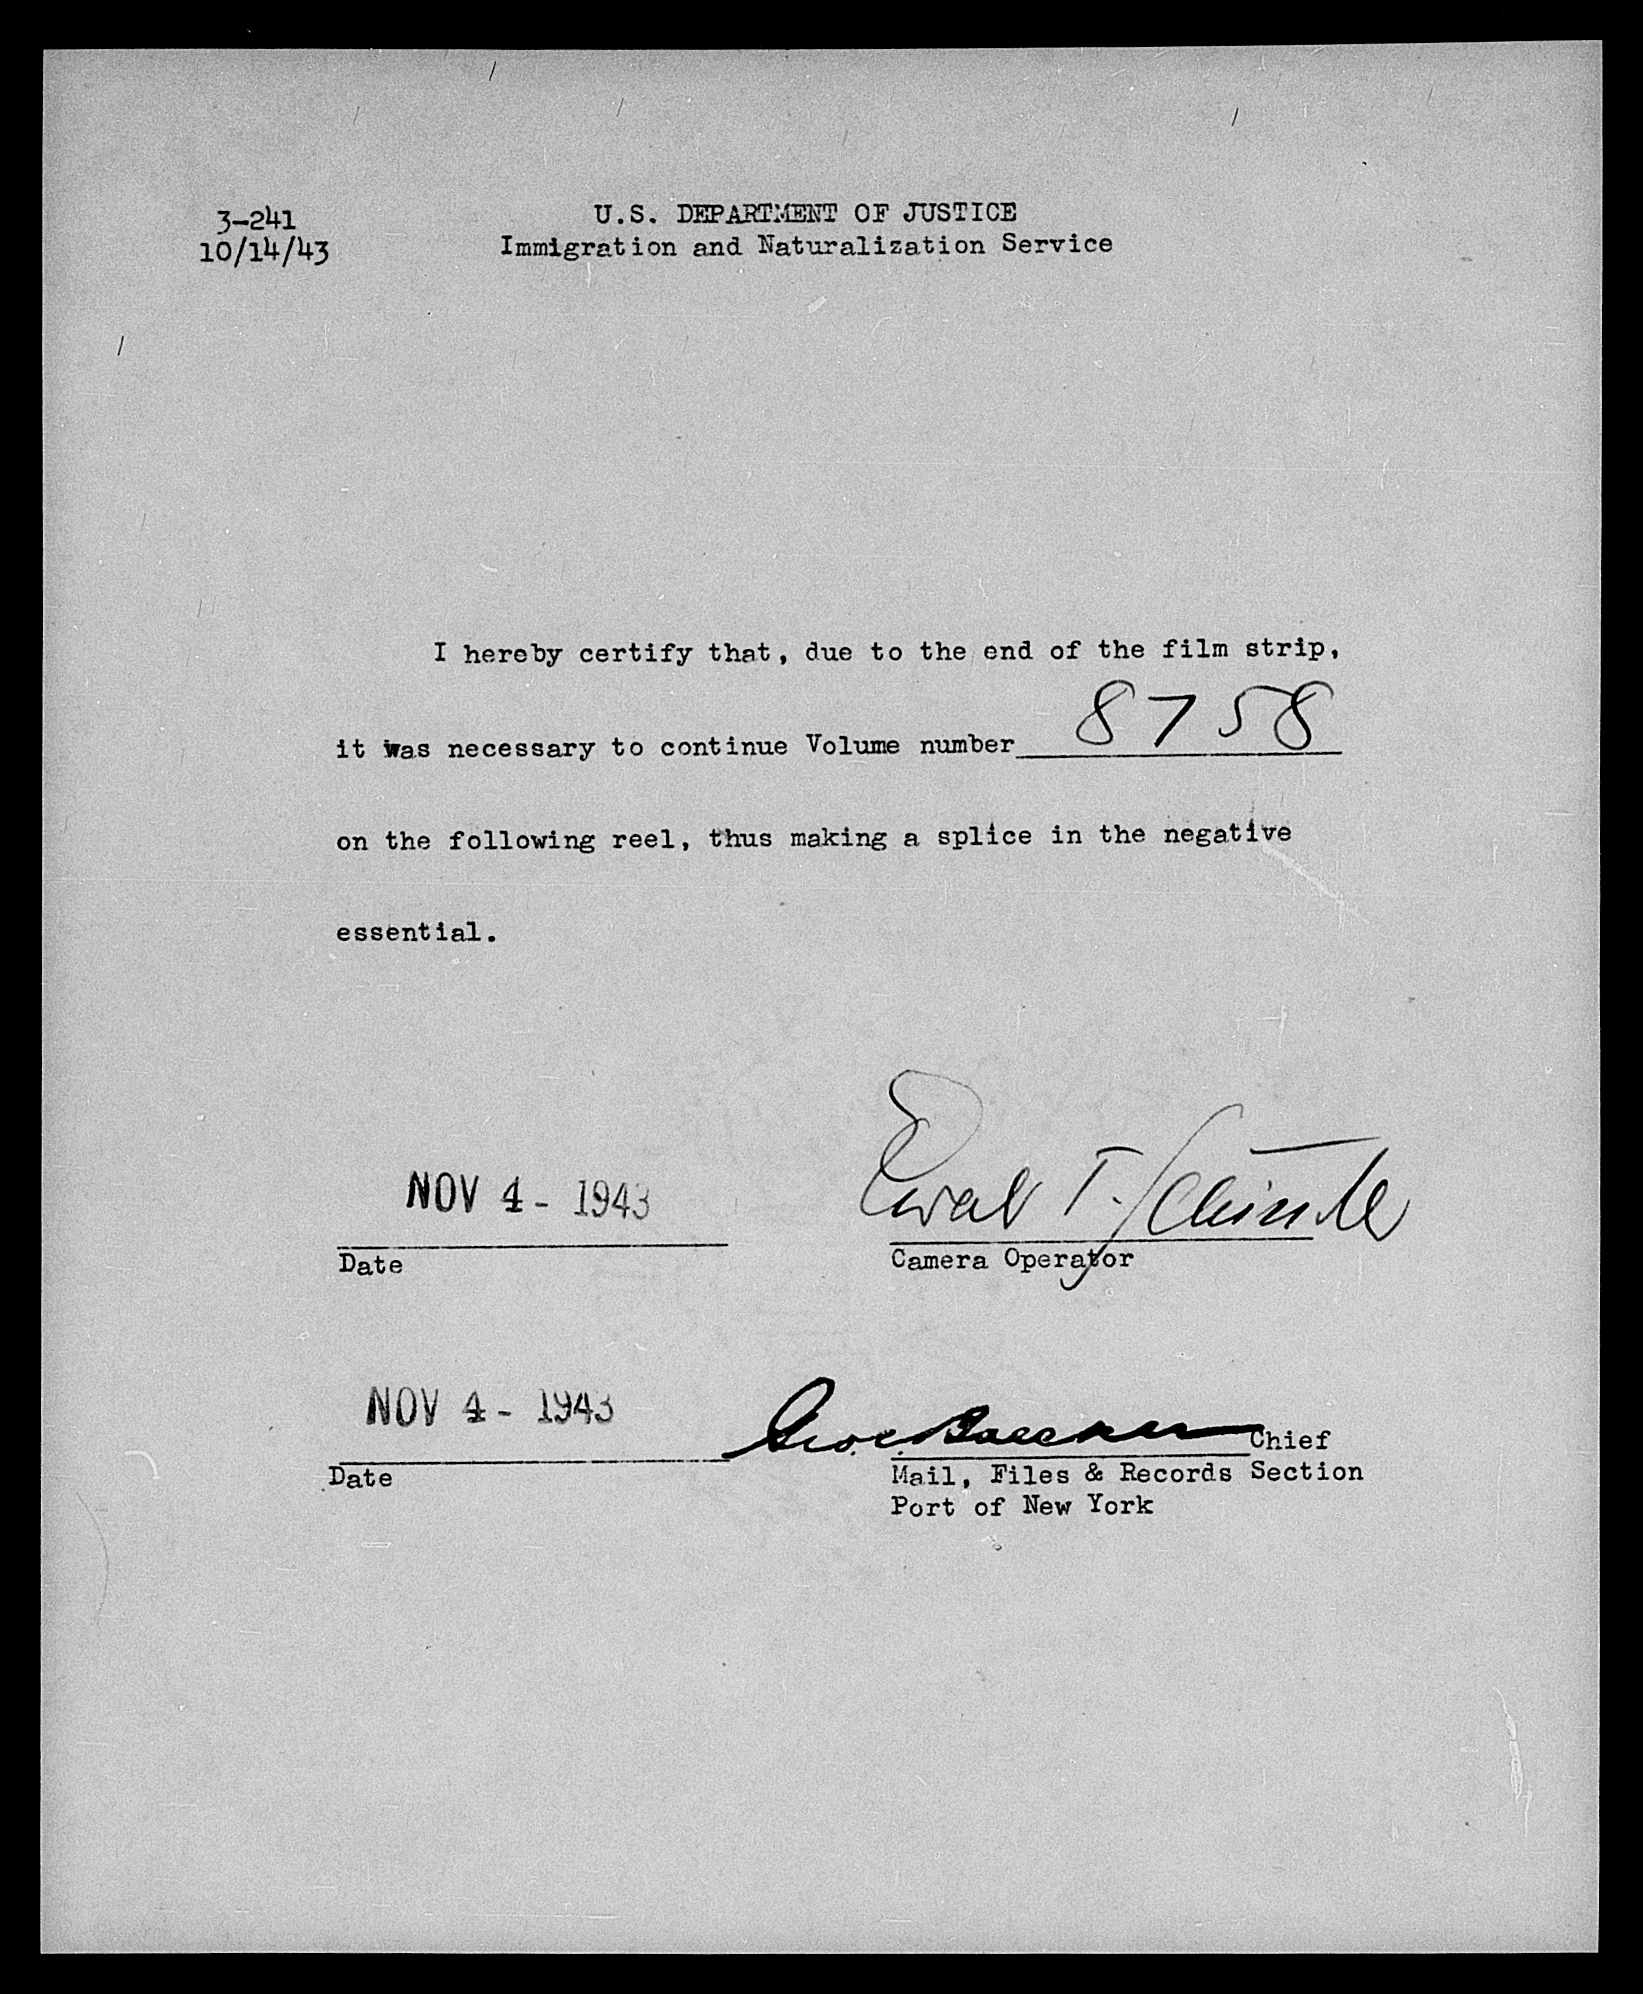 3-241
10/14/43
U.S. DEPARTMENT OF JUSTICE
Immigration and Naturalization Service
I hereby certify that, due to the end of the film strip,
it was necessary to continue Volume number 8758
on the following reel, thus making a splice in the negative
essential.
NOV 4 - 1943
Date
Camera Operator
NOV 4 - 1943
Date
Chief
Mail, Files & Records Section
Port of New York